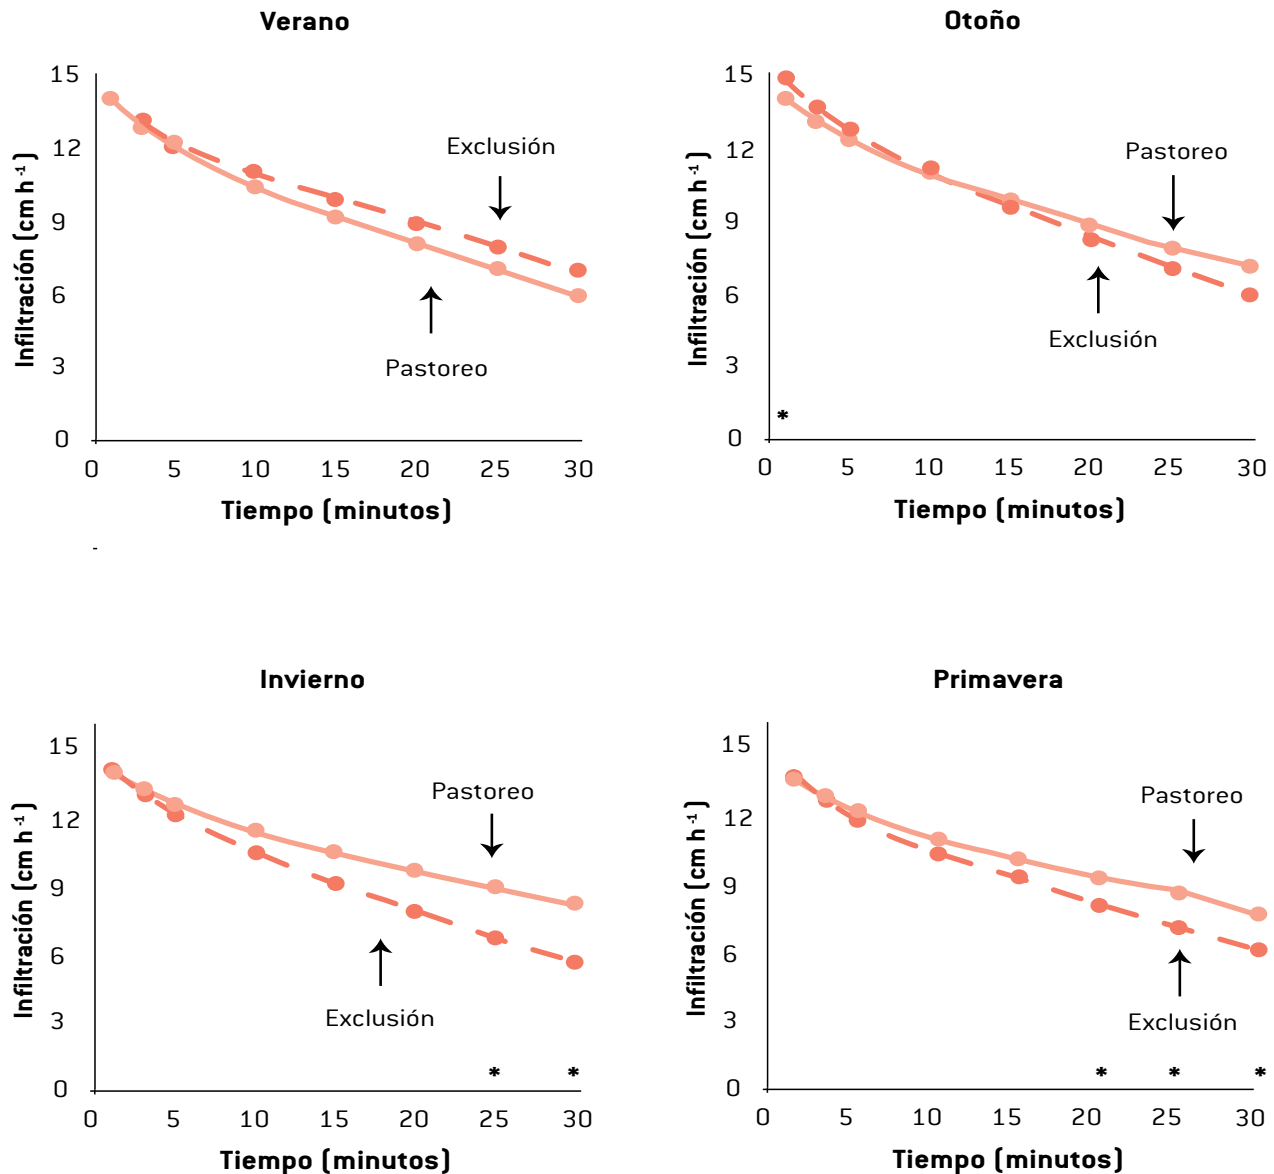 Verano
15
12
9
6
3
0
Infiltración (cm h-1)
Exclusión
Pastoreo
0 5 10 15 20 25 30
Tiempo (minutos)
Otoño
15
12
9
6
3
0
Infiltración (cm h-1)
Pastoreo
Exclusión
*
0 5 10 15 20 25 30
Tiempo (minutos)
-
Invierno
15
12
9
6
3
0
Infiltración (cm h-1)
Pastoreo
Exclusión
* *
0 5 10 15 20 25 30
Tiempo (minutos)
Primavera
15
12
9
6
3
0
Infiltración (cm h-1)
Pastoreo
Exclusión
* * *
0 5 10 15 20 25 30
Tiempo (minutos)